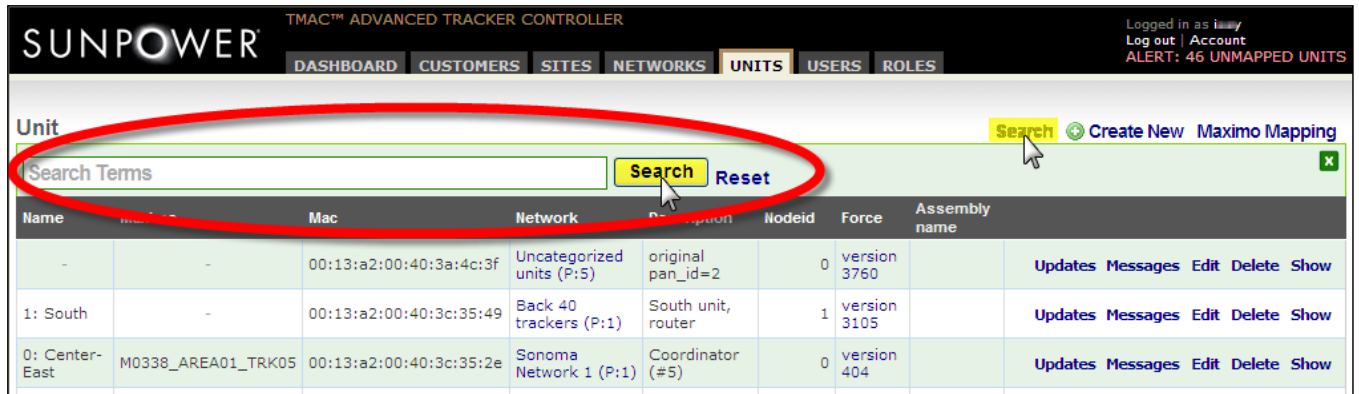 TMAC™ ADVANCED TRACKER CONTROLLER
SUNPOWER®
Logged in as
Log out | Account
ALERT: 46 UNMAPPED UNITS
DASHBOARD CUSTOMERS SITES NETWORKS UNITS USERS ROLES
Unit
Search Create New Maximo Mapping
Search Terms Search Reset x
Name Mac Network Nodeid Force Assembly name
- - 00:13:a2:00:40:3a:4c:3f Uncategorized units (P:5) original pan_id=2 0 version 3760 Updates Messages Edit Delete Show
1: South - 00:13:a2:00:40:3c:35:49 Back 40 trackers (P:1) South unit, router 1 version 3105 Updates Messages Edit Delete Show
0: Center-East M0338_AREA01_TRK05 00:13:a2:00:40:3c:35:2e Sonoma Network 1 (P:1) Coordinator (#5) 0 version 404 Updates Messages Edit Delete Show